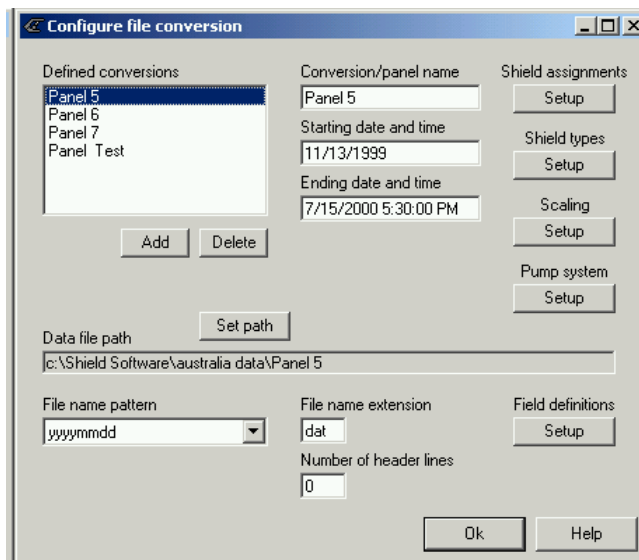 Configure file conversion
Defined conversions
Panel 5
Panel 6
Panel 7
Panel Test
Add
Delete
Conversion/panel name
Panel 5
Starting date and time
11/13/1999
Ending date and time
7/15/2000 5:30:00 PM
Shield assignments
Setup
Shield types
Setup
Scaling
Setup
Pump system
Setup
Set path
Data file path
c:\Shield Software\australia data\Panel 5
File name pattern
yyyymmdd
File name extension
dat
Number of header lines
0
Field definitions
Setup
Ok
Help